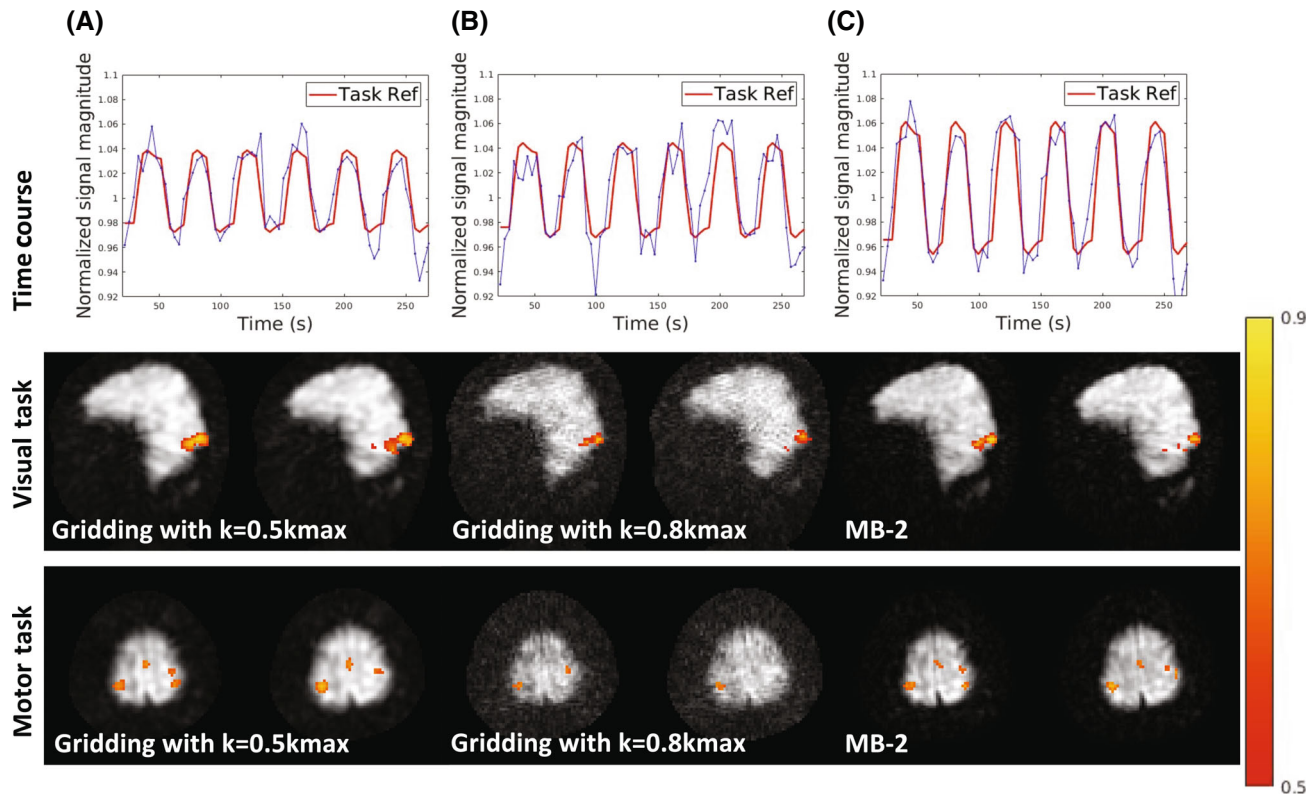 (A)
(B)
(C)
Time course
Normalized signal magnitude
1.1
1.08
1.06
1.04
1.02
1
0.98
0.96
0.94
0.92
Task Ref
50
100
150
200
250
Time (s)
Normalized signal magnitude
1.1
1.08
1.06
1.04
1.02
1
0.98
0.96
0.94
0.92
Task Ref
50
100
150
200
250
Time (s)
Normalized signal magnitude
1.1
1.08
1.06
1.04
1.02
1
0.98
0.96
0.94
0.92
Task Ref
50
100
150
200
250
Time (s)
Visual task
Gridding with k=0.5kmax
Gridding with k=0.8kmax
MB-2
Motor task
Gridding with k=0.5kmax
Gridding with k=0.8kmax
MB-2
0.9
0.5